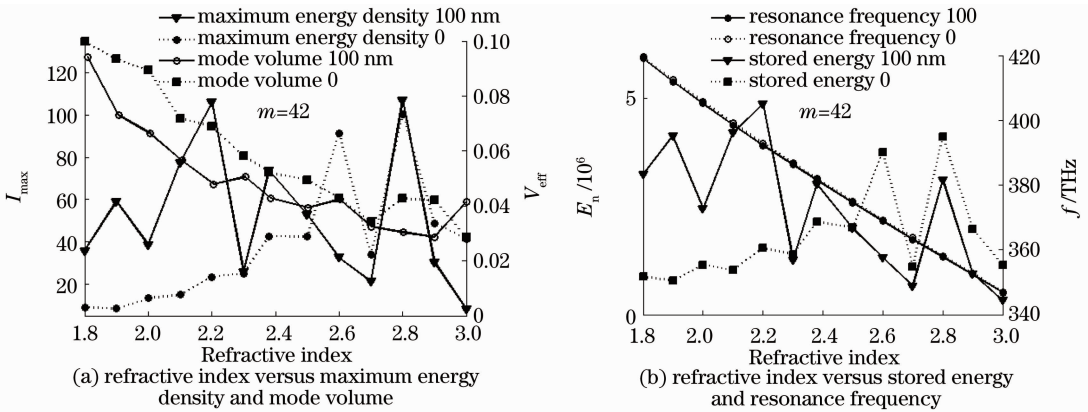 maximum energy density 100 nm
maximum energy density 0
mode volume 100 nm
mode volume 0
m=42
120
100
80
60
40
20
I max
0.10
0.08
0.06
0.04
0.02
0
V eff
1.8 2.0 2.2 2.4 2.6 2.8 3.0
Refractive index
(a) refractive index versus maximum energy
density and mode volume
resonance frequency 100
resonance frequency 0
stored energy 100 nm
stored energy 0
m=42
5
0
E n /10^6
420
400
380
360
340
f /THz
1.8 2.0 2.2 2.4 2.6 2.8 3.0
Refractive index
(b) refractive index versus stored energy
and resonance frequency